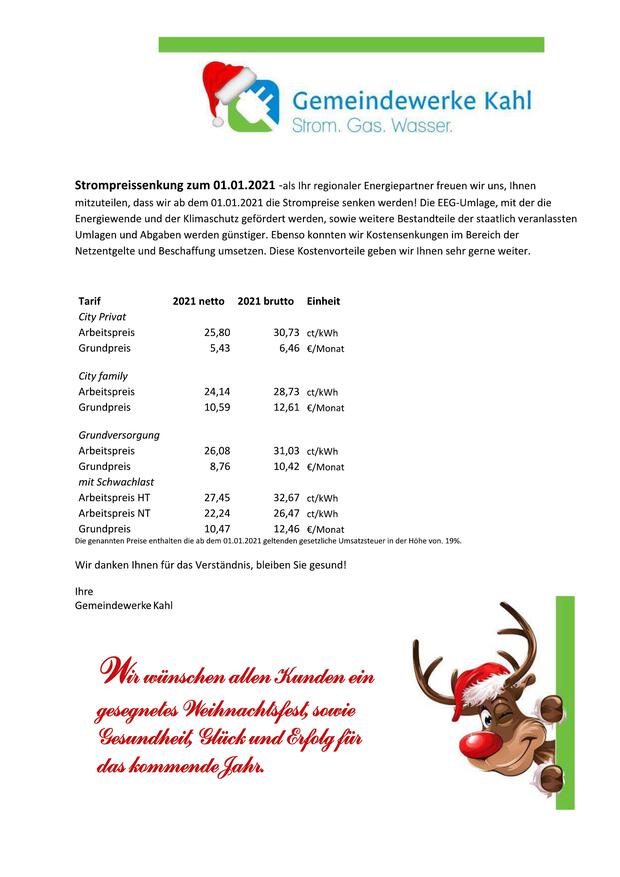 Gemeindewerke Kahl
Strom. Gas. Wasser.
Strompreissenkung zum 01.01.2021 -als Ihr regionaler Energiepartner freuen wir uns, Ihnen
mitzuteilen, dass wir ab dem 01.01.2021 die Strompreise senken werden! Die EEG-Umlage, mit der die
Energiewende und der Klimaschutz gefördert werden, sowie weitere Bestandteile der staatlich veranlassten
Umlagen und Abgaben werden günstiger. Ebenso konnten wir Kostensenkungen im Bereich der
Netzentgelte und Beschaffung umsetzen. Diese Kostenvorteile geben wir Ihnen sehr gerne weiter.
Tarif 2021 netto 2021 brutto Einheit
City Privat
Arbeitspreis 25,80 30,73 ct/kWh
Grundpreis 5,43 6,46 €/Monat
City family
Arbeitspreis 24,14 28,73 ct/kWh
Grundpreis 10,59 12,61 €/Monat
Grundversorgung
Arbeitspreis 26,08 31,03 ct/kWh
Grundpreis 8,76 10,42 €/Monat
mit Schwachlast
Arbeitspreis HT 27,45 32,67 ct/kWh
Arbeitspreis NT 22,24 26,47 ct/kWh
Grundpreis 10,47 12,46 €/Monat
Die genannten Preise enthalten die ab dem 01.01.2021 geltenden gesetzliche Umsatzsteuer in der Höhe von. 19%.
Wir danken Ihnen für das Verständnis, bleiben Sie gesund!
Ihre
Gemeindewerke Kahl
Wir wünschen allen Kunden ein
gesegnetes Weihnachtsfest, sowie
Gesundheit, Glück und Erfolg für
das kommende Jahr.